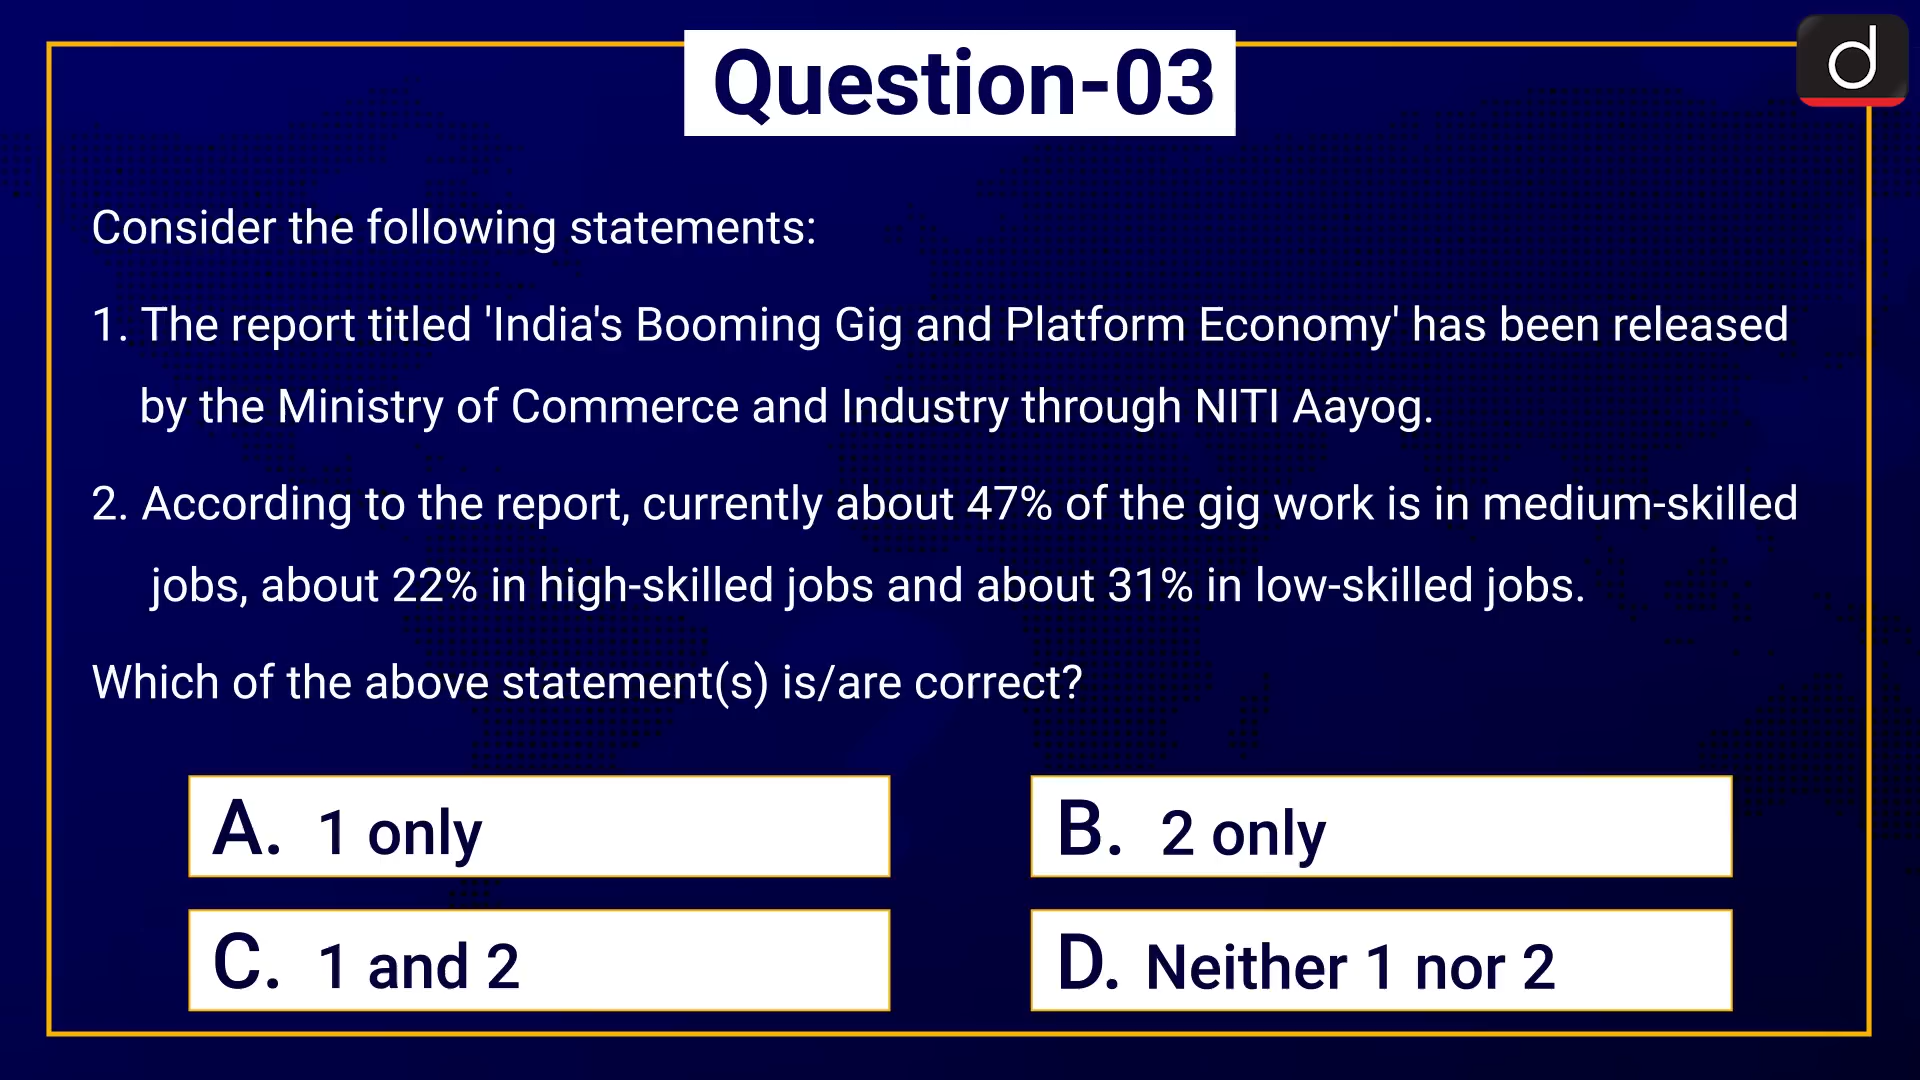 Question-03
Consider the following statements:
1. The report titled 'India's Booming Gig and Platform Economy' has been released
by the Ministry of Commerce and Industry through NITI Aayog.
2. According to the report, currently about 47% of the gig work is in medium-skilled
jobs, about 22% in high-skilled jobs and about 31% in low-skilled jobs.
Which of the above statement(s) is/are correct?
A. 1 only
B. 2 only
C. 1 and 2
D. Neither 1 nor 2